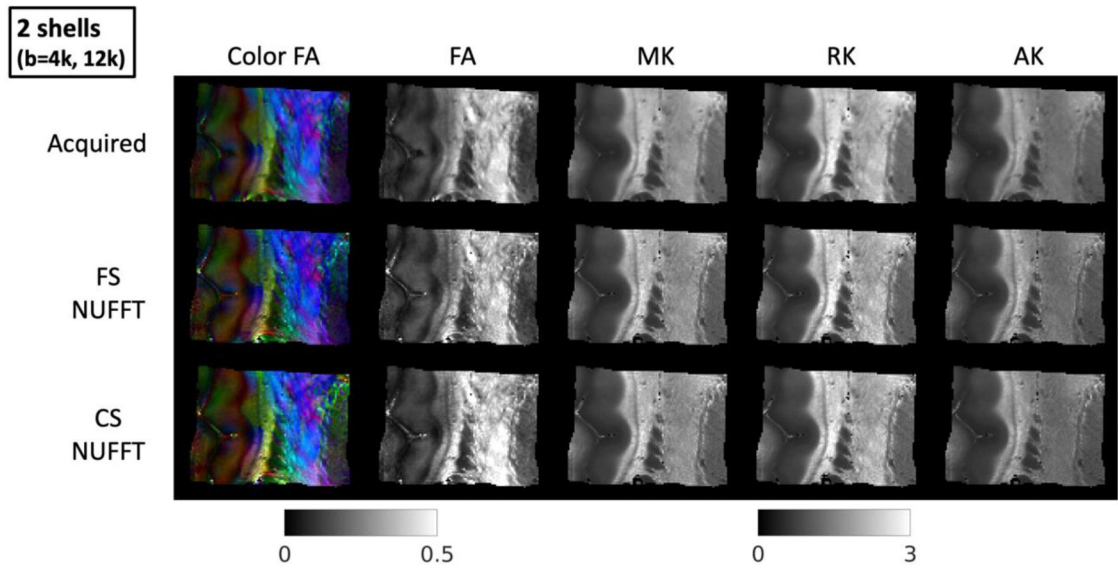 2 shells
(b=4k, 12k)
Color FA FA MK RK AK
Acquired
FS
NUFFT
CS
NUFFT
0 0.5 0 3